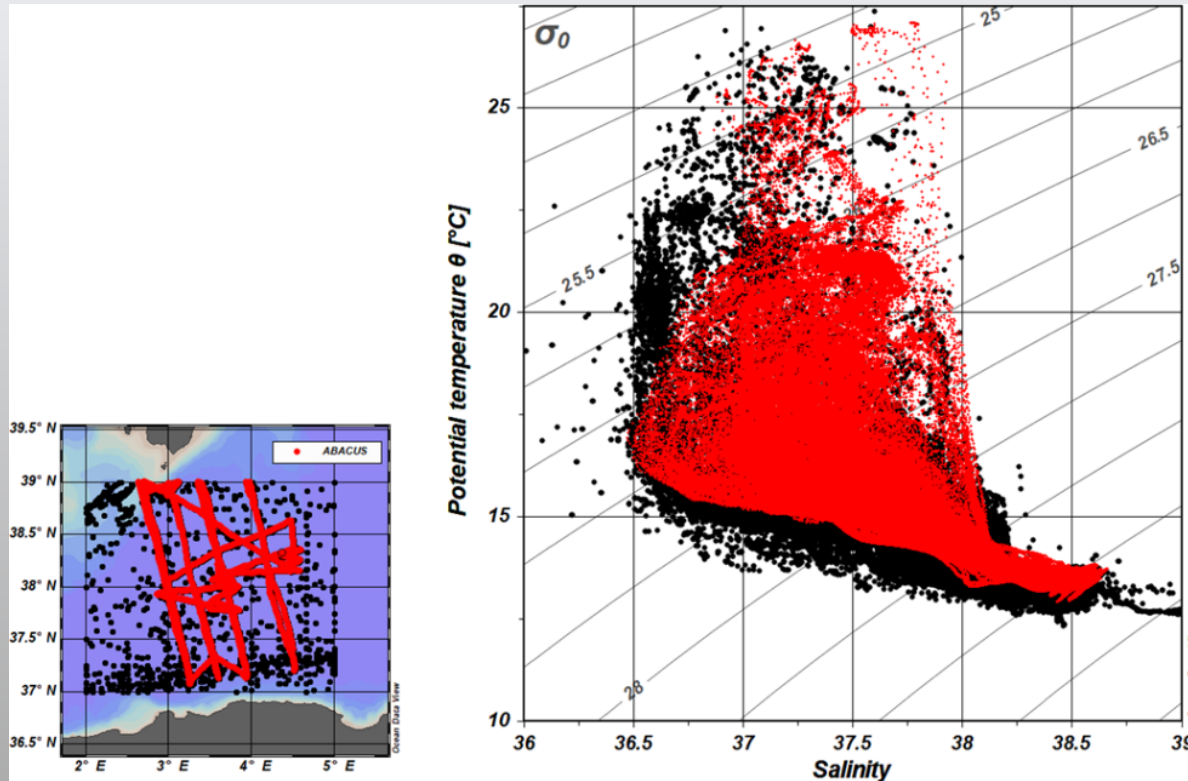 39.5° N
39° N
38.5° N
38° N
37.5° N
37° N
36.5° N
2° E 3° E 4° E 5° E
ABACUS
Ocean Data View
σ0
25
25.5
26
26.5
27.5
28
Potential temperature θ [°C]
25
20
15
10
36 36.5 37 37.5 38 38.5 39
Salinity